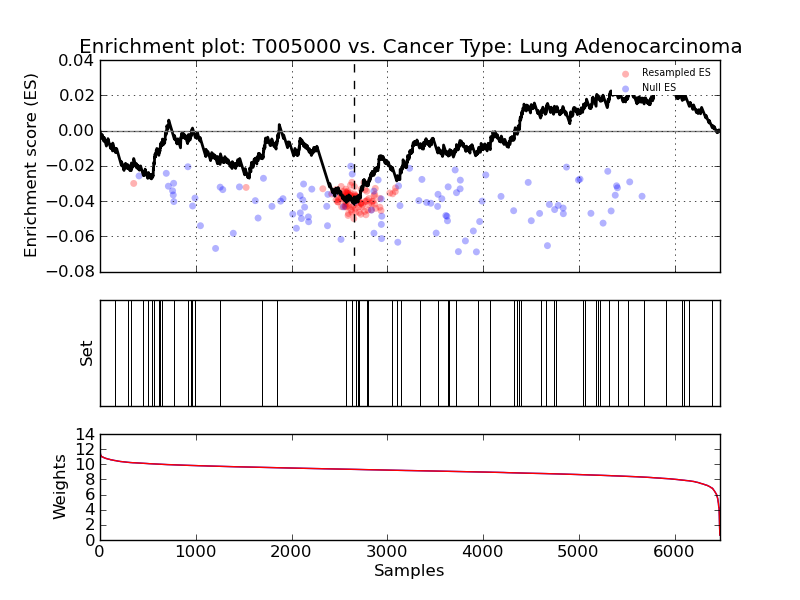 Enrichment plot: T005000 vs. Cancer Type: Lung Adenocarcinoma
0.04
0.02
0.00
−0.02
−0.04
−0.06
−0.08
Enrichment score (ES)
Resampled ES
Null ES
Set
14
12
10
8
6
4
2
0
Weights
0 1000 2000 3000 4000 5000 6000
Samples